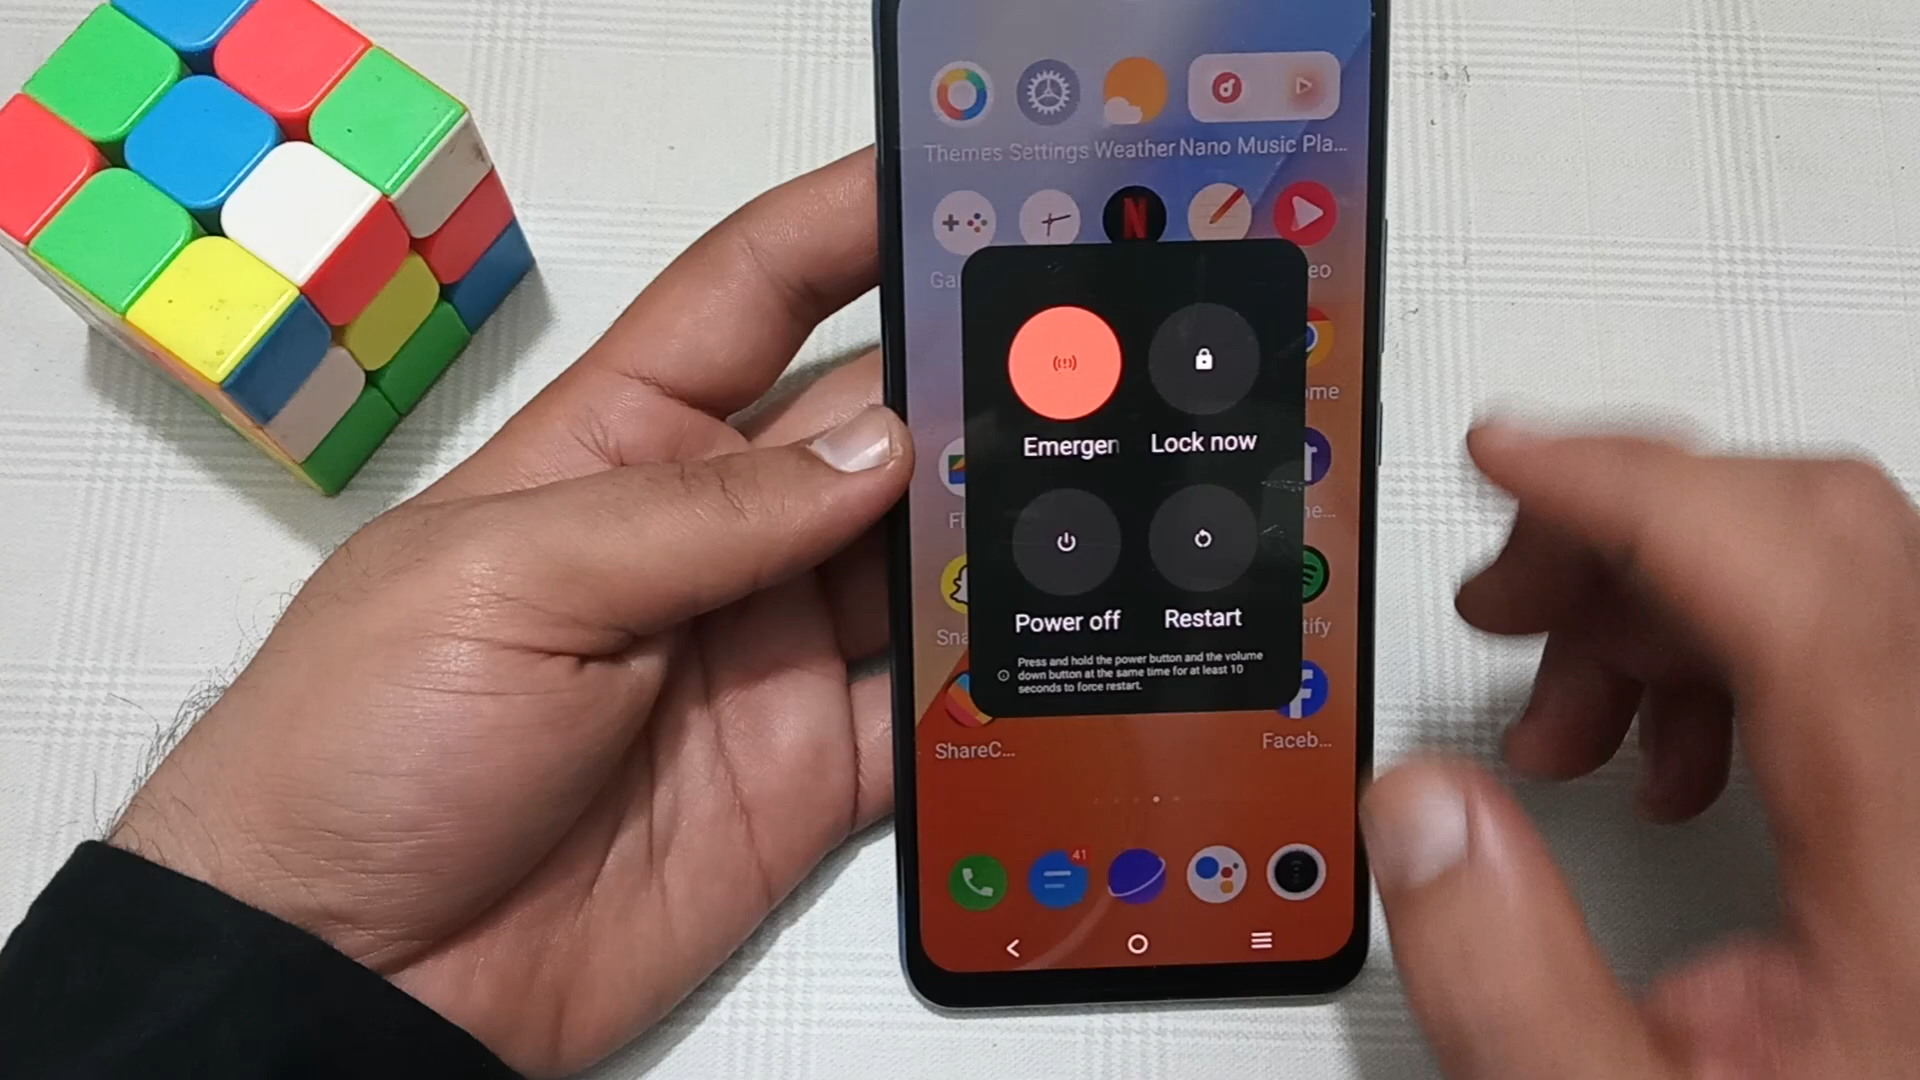 Themes Settings Weather Nano Music Pla...
Ga
eo
ome
Emergen Lock now
Fi
ne...
Power off Restart
Sna
tify
Press and hold the power button and the volume
down button at the same time for at least 10
seconds to force restart.
ShareC... Faceb...
41